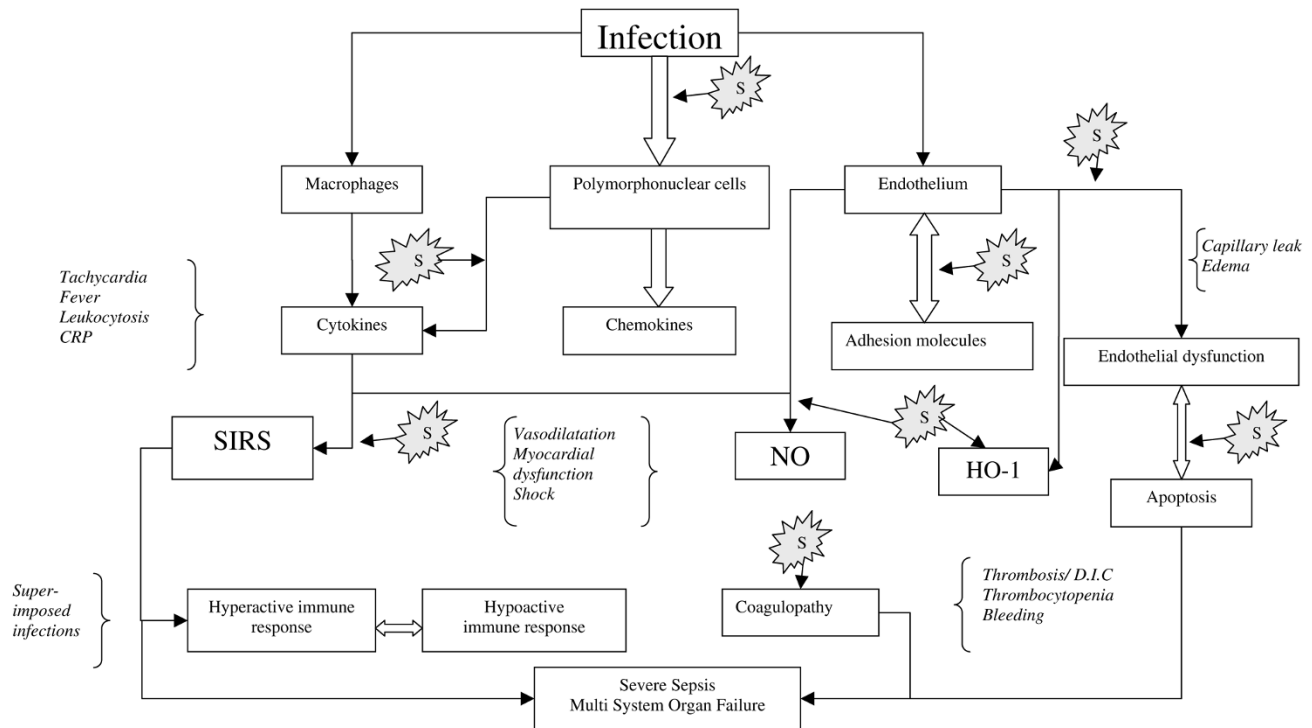 Infection
S
S
Macrophages
Polymorphonuclear cells
Endothelium
S
S
Capillary leak
Edema
Tachycardia
Fever
Leukocytosis
CRP
Cytokines
Chemokines
Adhesion molecules
Endothelial dysfunction
SIRS
S
Vasodilatation
Myocardial
dysfunction
Shock
NO
S
HO-1
S
Apoptosis
S
Super-
imposed
infections
Hyperactive immune
response
Hypoactive
immune response
Coagulopathy
Thrombosis/ D.I.C
Thrombocytopenia
Bleeding
Severe Sepsis
Multi System Organ Failure